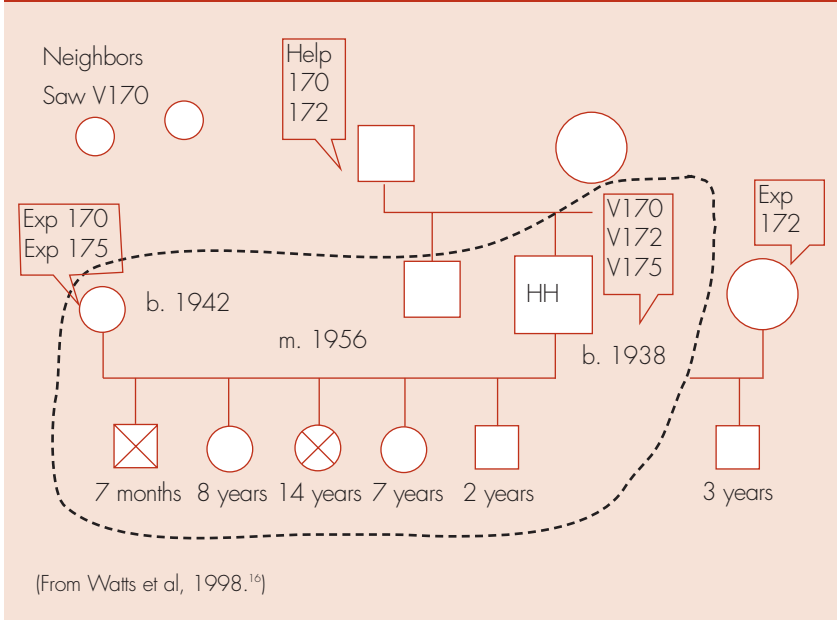 Neighbors
Saw V170
Help
170
172
Exp 170
Exp 175
V170
V172
V175
Exp
172
b. 1942
HH
m. 1956
b. 1938
7 months
8 years
14 years
7 years
2 years
3 years
(From Watts et al, 1998.¹⁶)